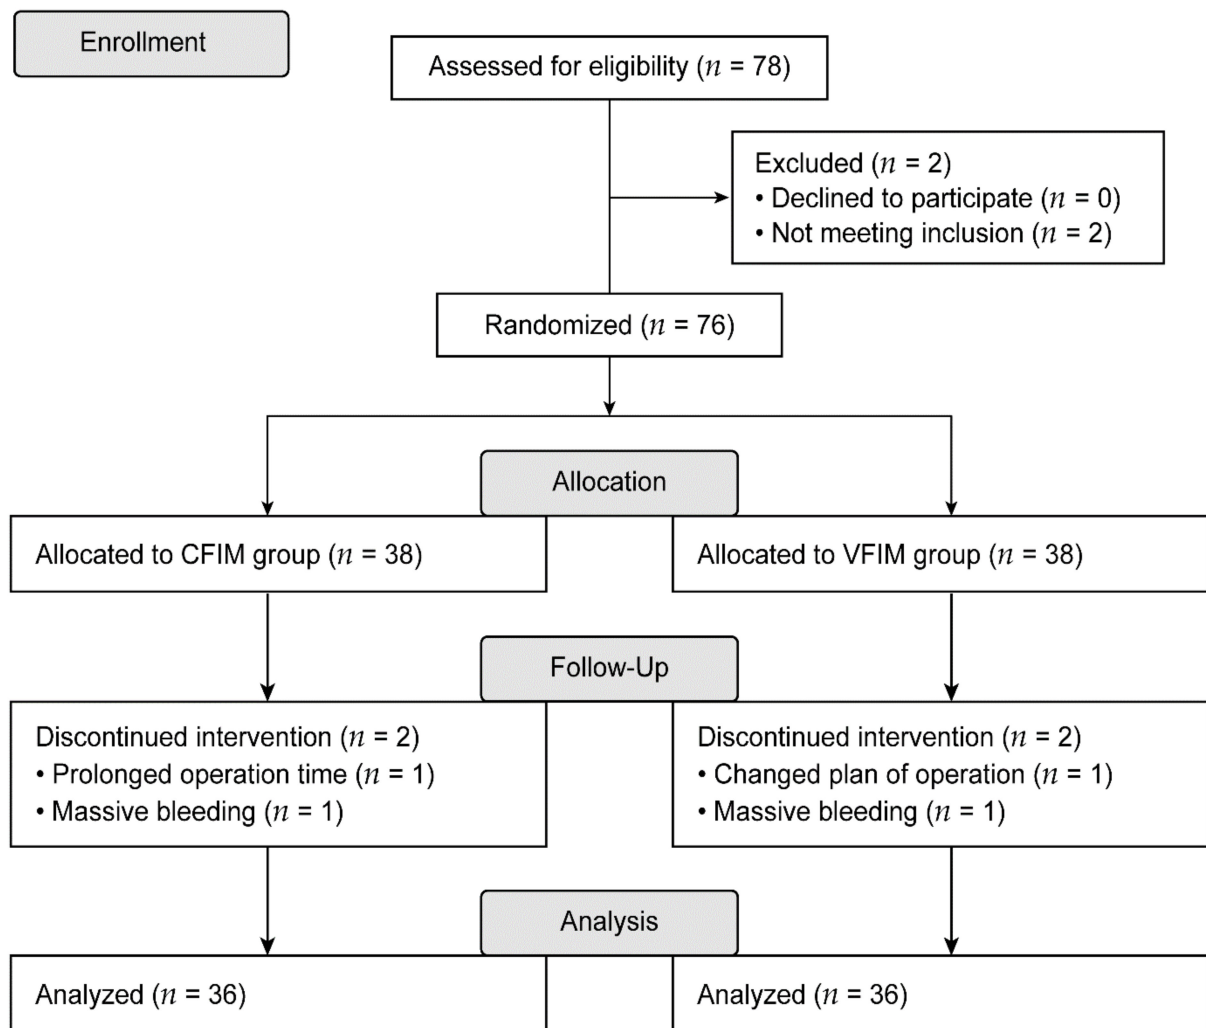 Enrollment
Assessed for eligibility (n = 78)
Excluded (n = 2)
• Declined to participate (n = 0)
• Not meeting inclusion (n = 2)
Randomized (n = 76)
Allocation
Allocated to CFIM group (n = 38)
Allocated to VFIM group (n = 38)
Follow-Up
Discontinued intervention (n = 2)
• Prolonged operation time (n = 1)
• Massive bleeding (n = 1)
Discontinued intervention (n = 2)
• Changed plan of operation (n = 1)
• Massive bleeding (n = 1)
Analysis
Analyzed (n = 36)
Analyzed (n = 36)